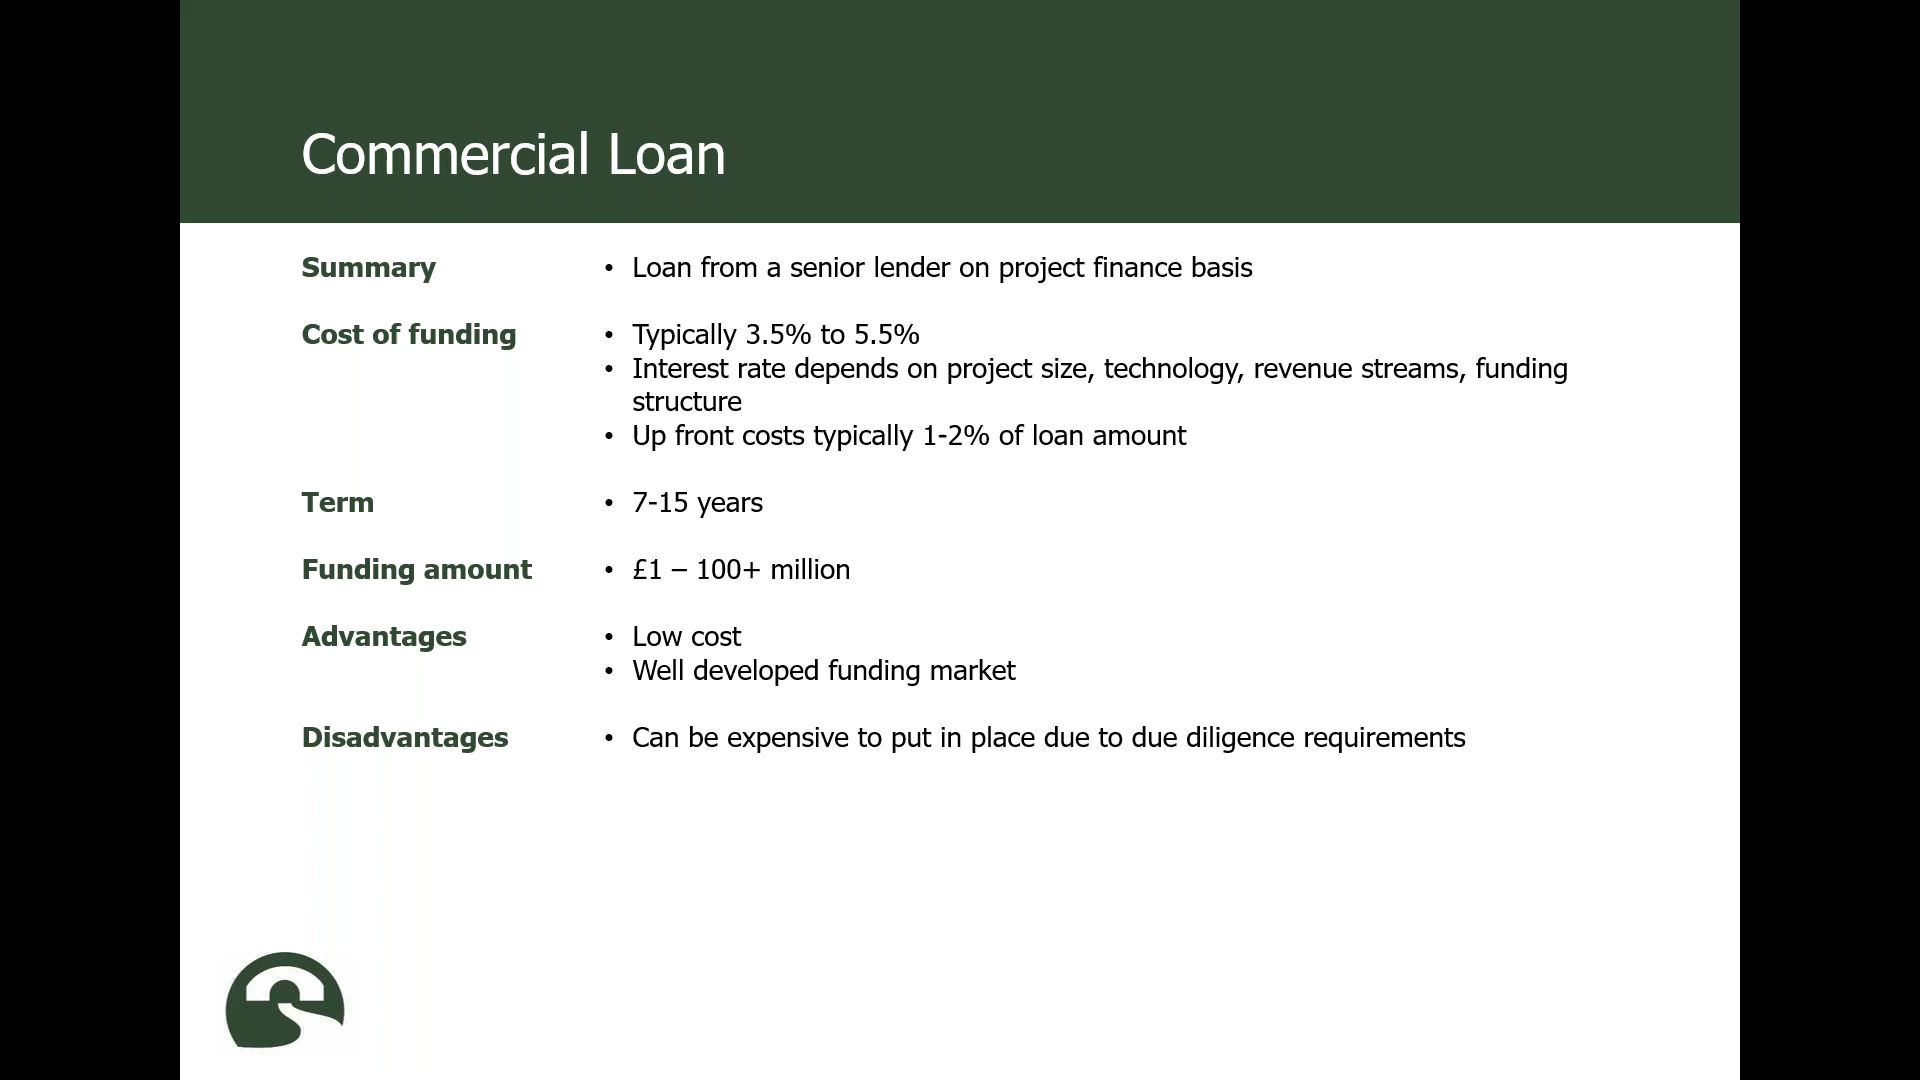 Commercial Loan
Summary • Loan from a senior lender on project finance basis
Cost of funding • Typically 3.5% to 5.5%
• Interest rate depends on project size, technology, revenue streams, funding
structure
• Up front costs typically 1-2% of loan amount
Term • 7-15 years
Funding amount • £1 – 100+ million
Advantages • Low cost
• Well developed funding market
Disadvantages • Can be expensive to put in place due to due diligence requirements